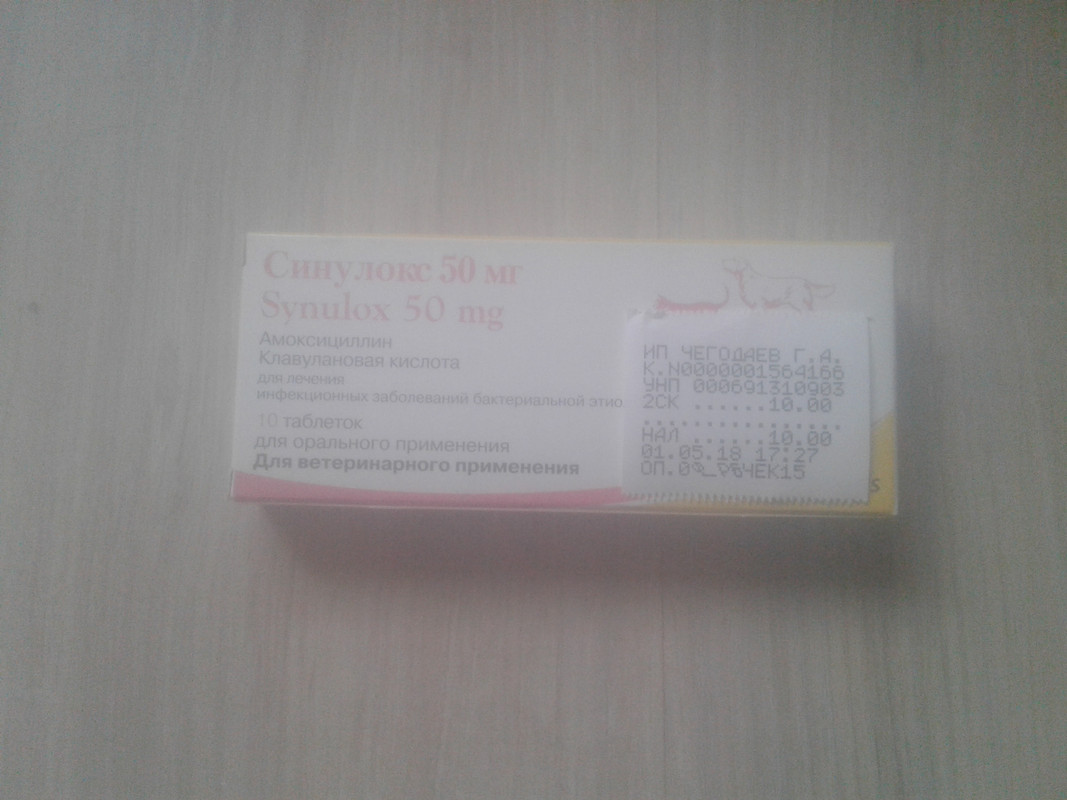 Синулокс 50 мг
Synulox 50 mg
Амоксициллин
Клавулановая кислота
для лечения
инфекционных заболеваний бактериальной этио
10 таблеток
для орального применения
Для ветеринарного применения
ИП ЧЕГОДАЕВ Г.А.
К.N0000001564166
УНП 000691310903
2СК ......10.00
................
НАЛ ......10.00
01.05.18 17:27
ЧЕК15
s